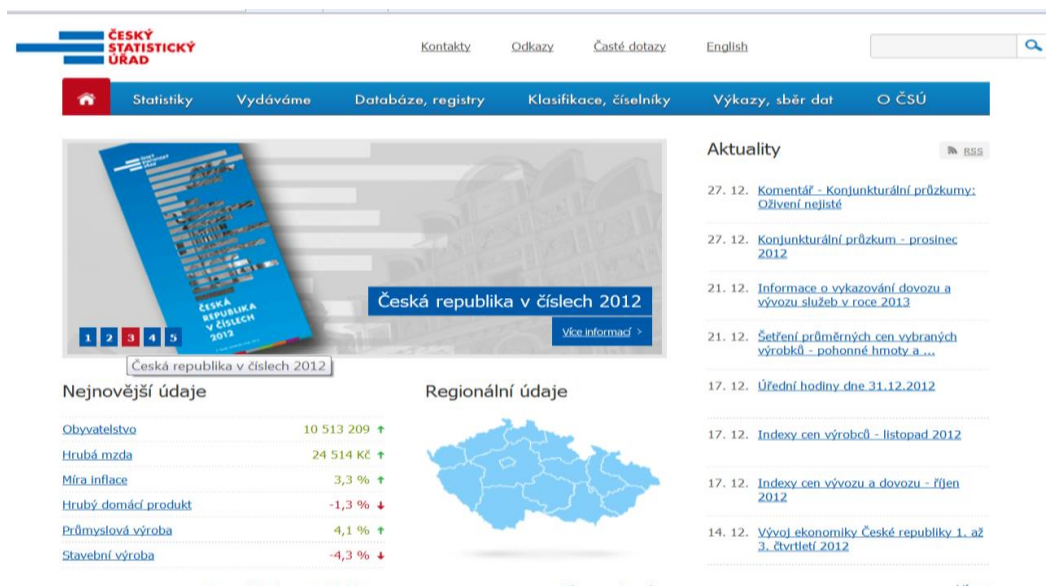 ČESKÝ
STATISTICKÝ
ÚŘAD
Kontakty Odkazy Časté dotazy English
Statistiky Vydáváme Databáze, registry Klasifikace, číselníky Výkazy, sběr dat O ČSÚ
ČESKÝ
STATISTICKÝ
ÚŘAD
ČESKÁ
REPUBLIKA
V ČÍSLECH
2012
Česká republika v číslech 2012
Více informací >
1 2 3 4 5
Česká republika v číslech 2012
Nejnovější údaje
Obyvatelstvo 10 513 209 ↑
Hrubá mzda 24 514 Kč ↑
Míra inflace 3,3 % ↑
Hrubý domácí produkt -1,3 % ↓
Průmyslová výroba 4,1 % ↑
Stavební výroba -4,3 % ↓
Regionální údaje
Aktuality RSS
27. 12. Komentář - Konjunkturální průzkumy:
Oživení nejisté
27. 12. Konjunkturální průzkum - prosinec
2012
21. 12. Informace o vykazování dovozu a
vývozu služeb v roce 2013
21. 12. Šetření průměrných cen vybraných
výrobků - pohonné hmoty a ...
17. 12. Úřední hodiny dne 31.12.2012
17. 12. Indexy cen výrobců - listopad 2012
17. 12. Indexy cen vývozu a dovozu - říjen
2012
14. 12. Vývoj ekonomiky České republiky 1. až
3. čtvrtletí 2012